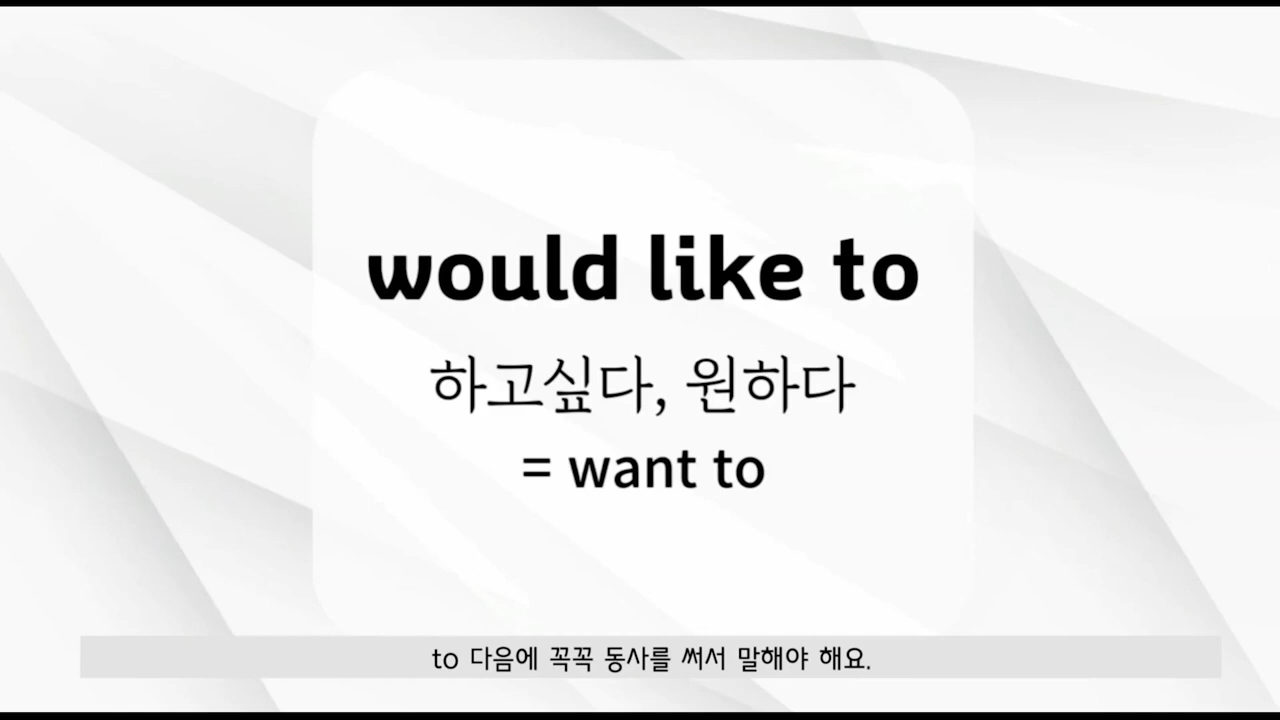 would like to
하고싶다, 원하다
= want to
to 다음에 꼭꼭 동사를 써서 말해야 해요.